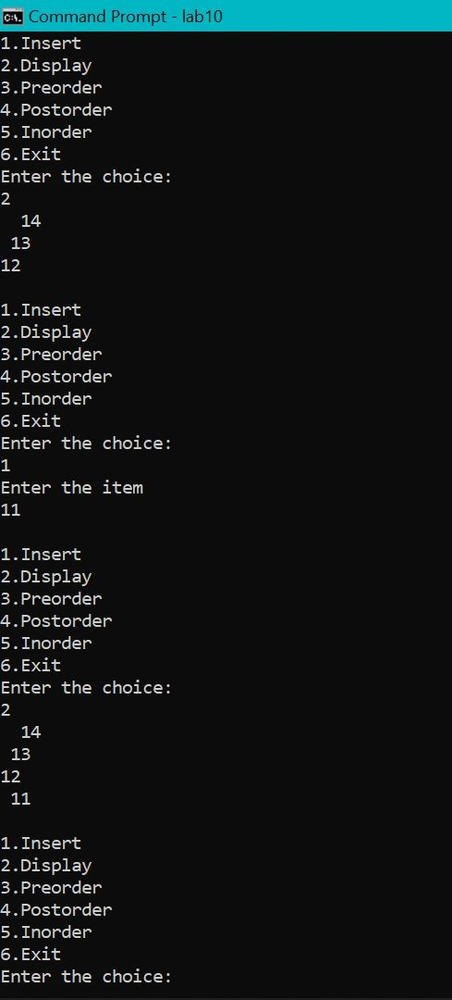 Command Prompt - lab10
1.Insert
2.Display
3.Preorder
4.Postorder
5.Inorder
6.Exit
Enter the choice:
2
  14
 13
12

1.Insert
2.Display
3.Preorder
4.Postorder
5.Inorder
6.Exit
Enter the choice:
1
Enter the item
11

1.Insert
2.Display
3.Preorder
4.Postorder
5.Inorder
6.Exit
Enter the choice:
2
  14
 13
12
 11

1.Insert
2.Display
3.Preorder
4.Postorder
5.Inorder
6.Exit
Enter the choice: